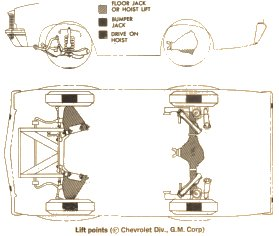 FLOOR JACK
OR HOIST LIFT
BUMPER
JACK
DRIVE ON
HOIST
Lift points (© Chevrolet Div., G.M. Corp)